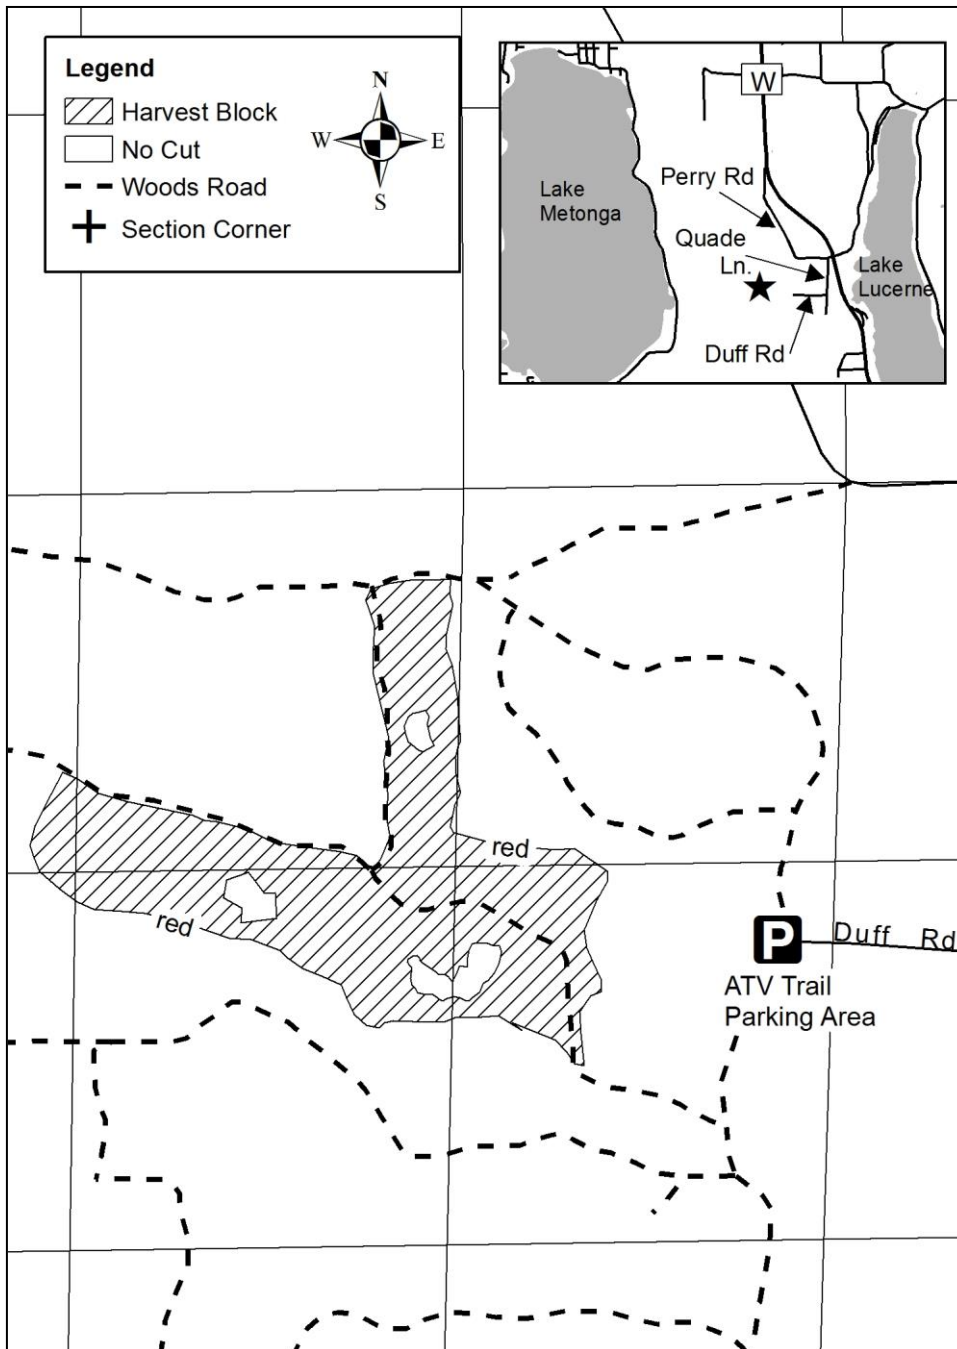 Legend
Harvest Block
No Cut
Woods Road
Section Corner
N
W
E
S
W
Perry Rd
Lake
Metonga
Quade
Ln.
Lake
Lucerne
Duff Rd
red
red
P
Duff Rd
ATV Trail
Parking Area